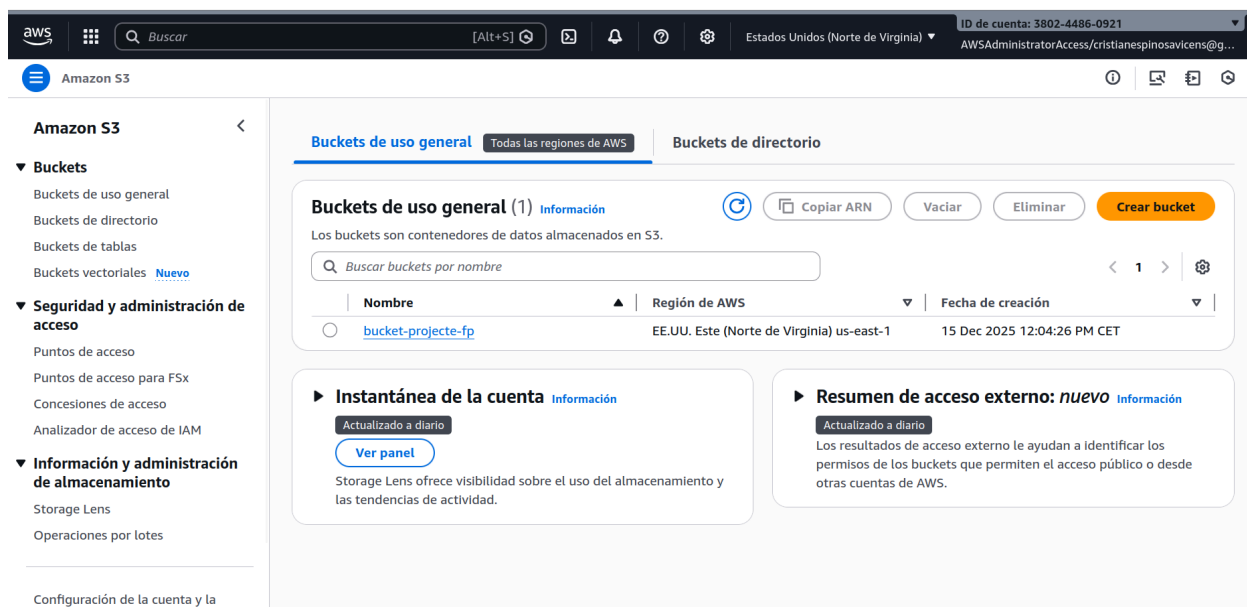 aws
Buscar
[Alt+S]
Estados Unidos (Norte de Virginia)
ID de cuenta: 3802-4486-0921
AWSAdministratorAccess/cristianespinosavicens@g...
Amazon S3
Amazon S3
Buckets
Buckets de uso general
Buckets de directorio
Buckets de tablas
Buckets vectoriales Nuevo
Seguridad y administración de
acceso
Puntos de acceso
Puntos de acceso para FSx
Concesiones de acceso
Analizador de acceso de IAM
Información y administración
de almacenamiento
Storage Lens
Operaciones por lotes
Configuración de la cuenta y la
Buckets de uso general Todas las regiones de AWS
Buckets de directorio
Buckets de uso general (1) Información
Copiar ARN
Vaciar
Eliminar
Crear bucket
Los buckets son contenedores de datos almacenados en S3.
Buscar buckets por nombre
1
Nombre Región de AWS Fecha de creación
bucket-projecte-fp EE.UU. Este (Norte de Virginia) us-east-1 15 Dec 2025 12:04:26 PM CET
Instantánea de la cuenta Información
Actualizado a diario
Ver panel
Storage Lens ofrece visibilidad sobre el uso del almacenamiento y
las tendencias de actividad.
Resumen de acceso externo: nuevo Información
Actualizado a diario
Los resultados de acceso externo le ayudan a identificar los
permisos de los buckets que permiten el acceso público o desde
otras cuentas de AWS.